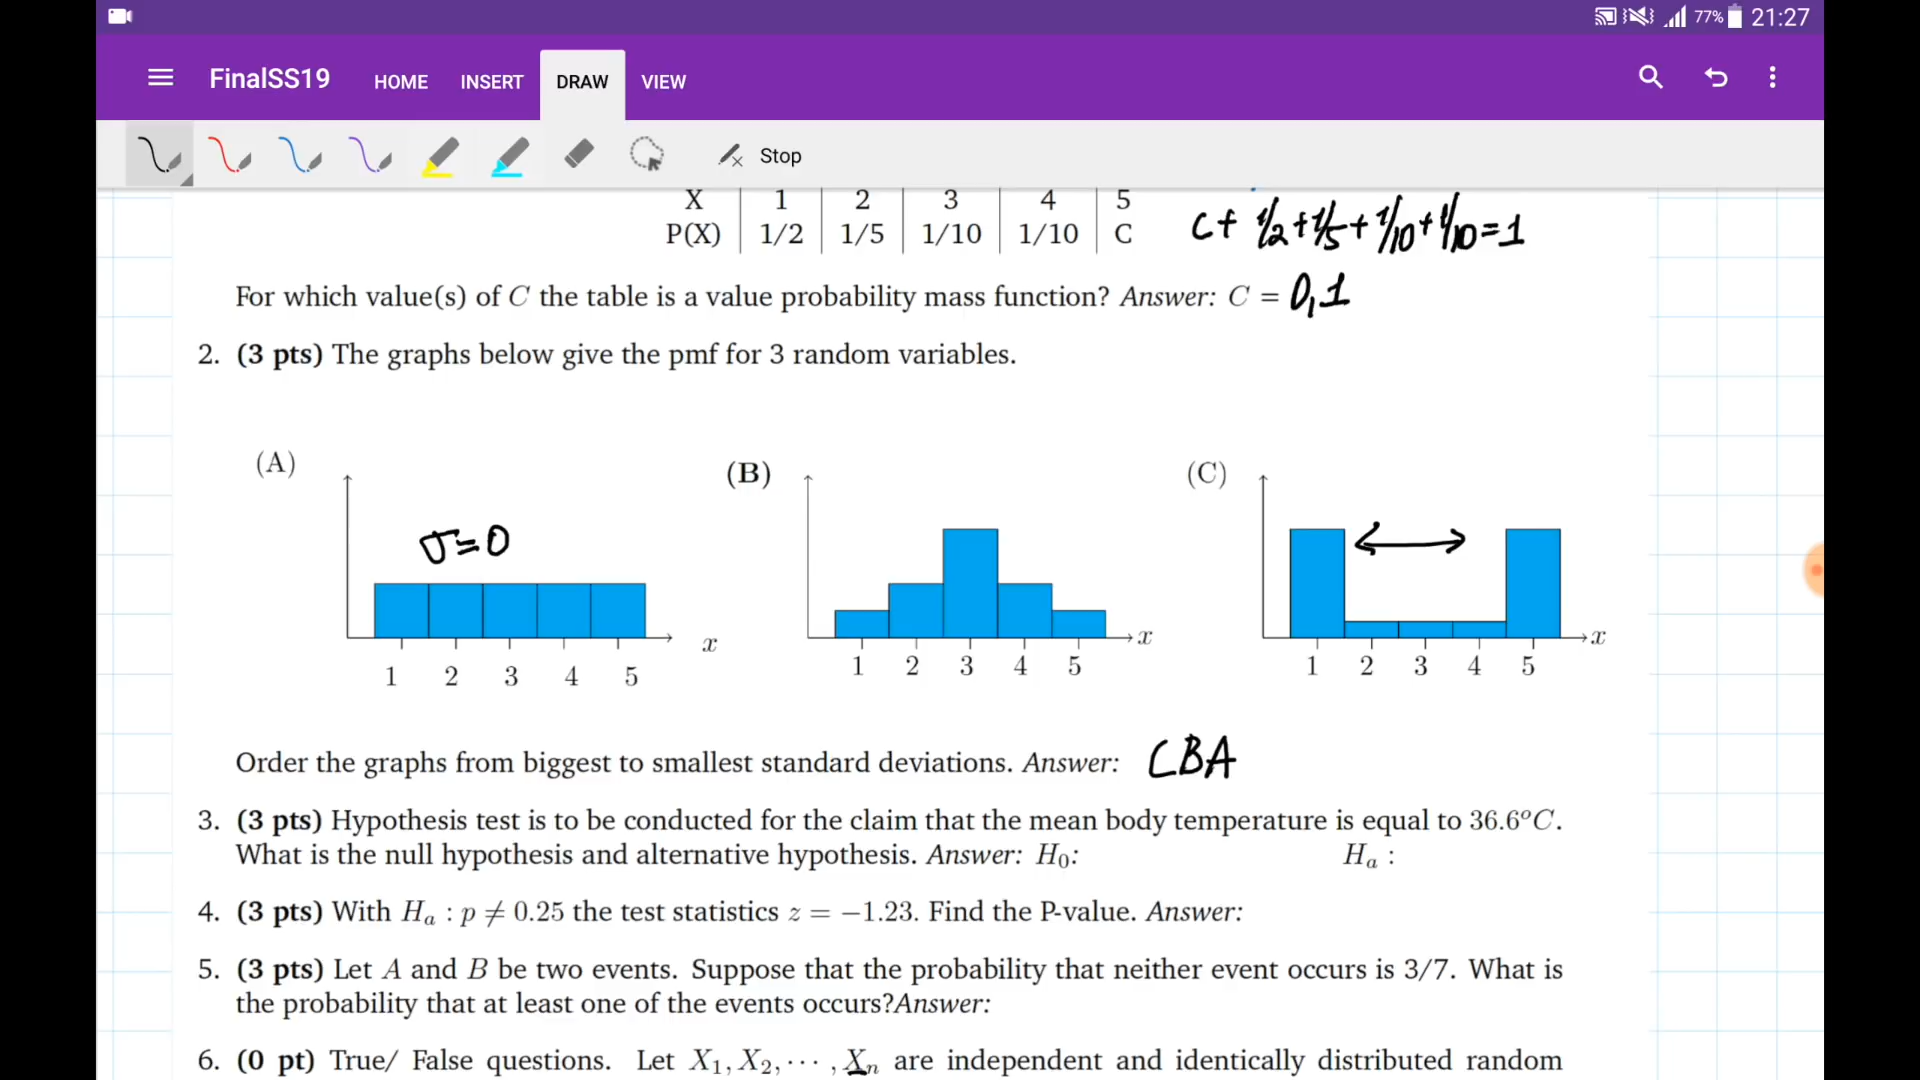 77% 21:27
FinalSS19 HOME INSERT DRAW VIEW
Stop
X 1 2 3 4 5
P(X) 1/2 1/5 1/10 1/10 C
C + 1/2 + 1/5 + 1/10 + 1/10 = 1
For which value(s) of C the table is a value probability mass function? Answer: C = 0,1
2. (3 pts) The graphs below give the pmf for 3 random variables.
(A) (B) (C)
σ=0
x x x
1 2 3 4 5 1 2 3 4 5 1 2 3 4 5
Order the graphs from biggest to smallest standard deviations. Answer: CBA
3. (3 pts) Hypothesis test is to be conducted for the claim that the mean body temperature is equal to 36.6°C.
What is the null hypothesis and alternative hypothesis. Answer: H₀: Hₐ :
4. (3 pts) With Hₐ : p ≠ 0.25 the test statistics z = −1.23. Find the P-value. Answer:
5. (3 pts) Let A and B be two events. Suppose that the probability that neither event occurs is 3/7. What is
the probability that at least one of the events occurs?Answer:
6. (0 pt) True/ False questions. Let X₁, X₂, ⋯ , Xₙ are independent and identically distributed random